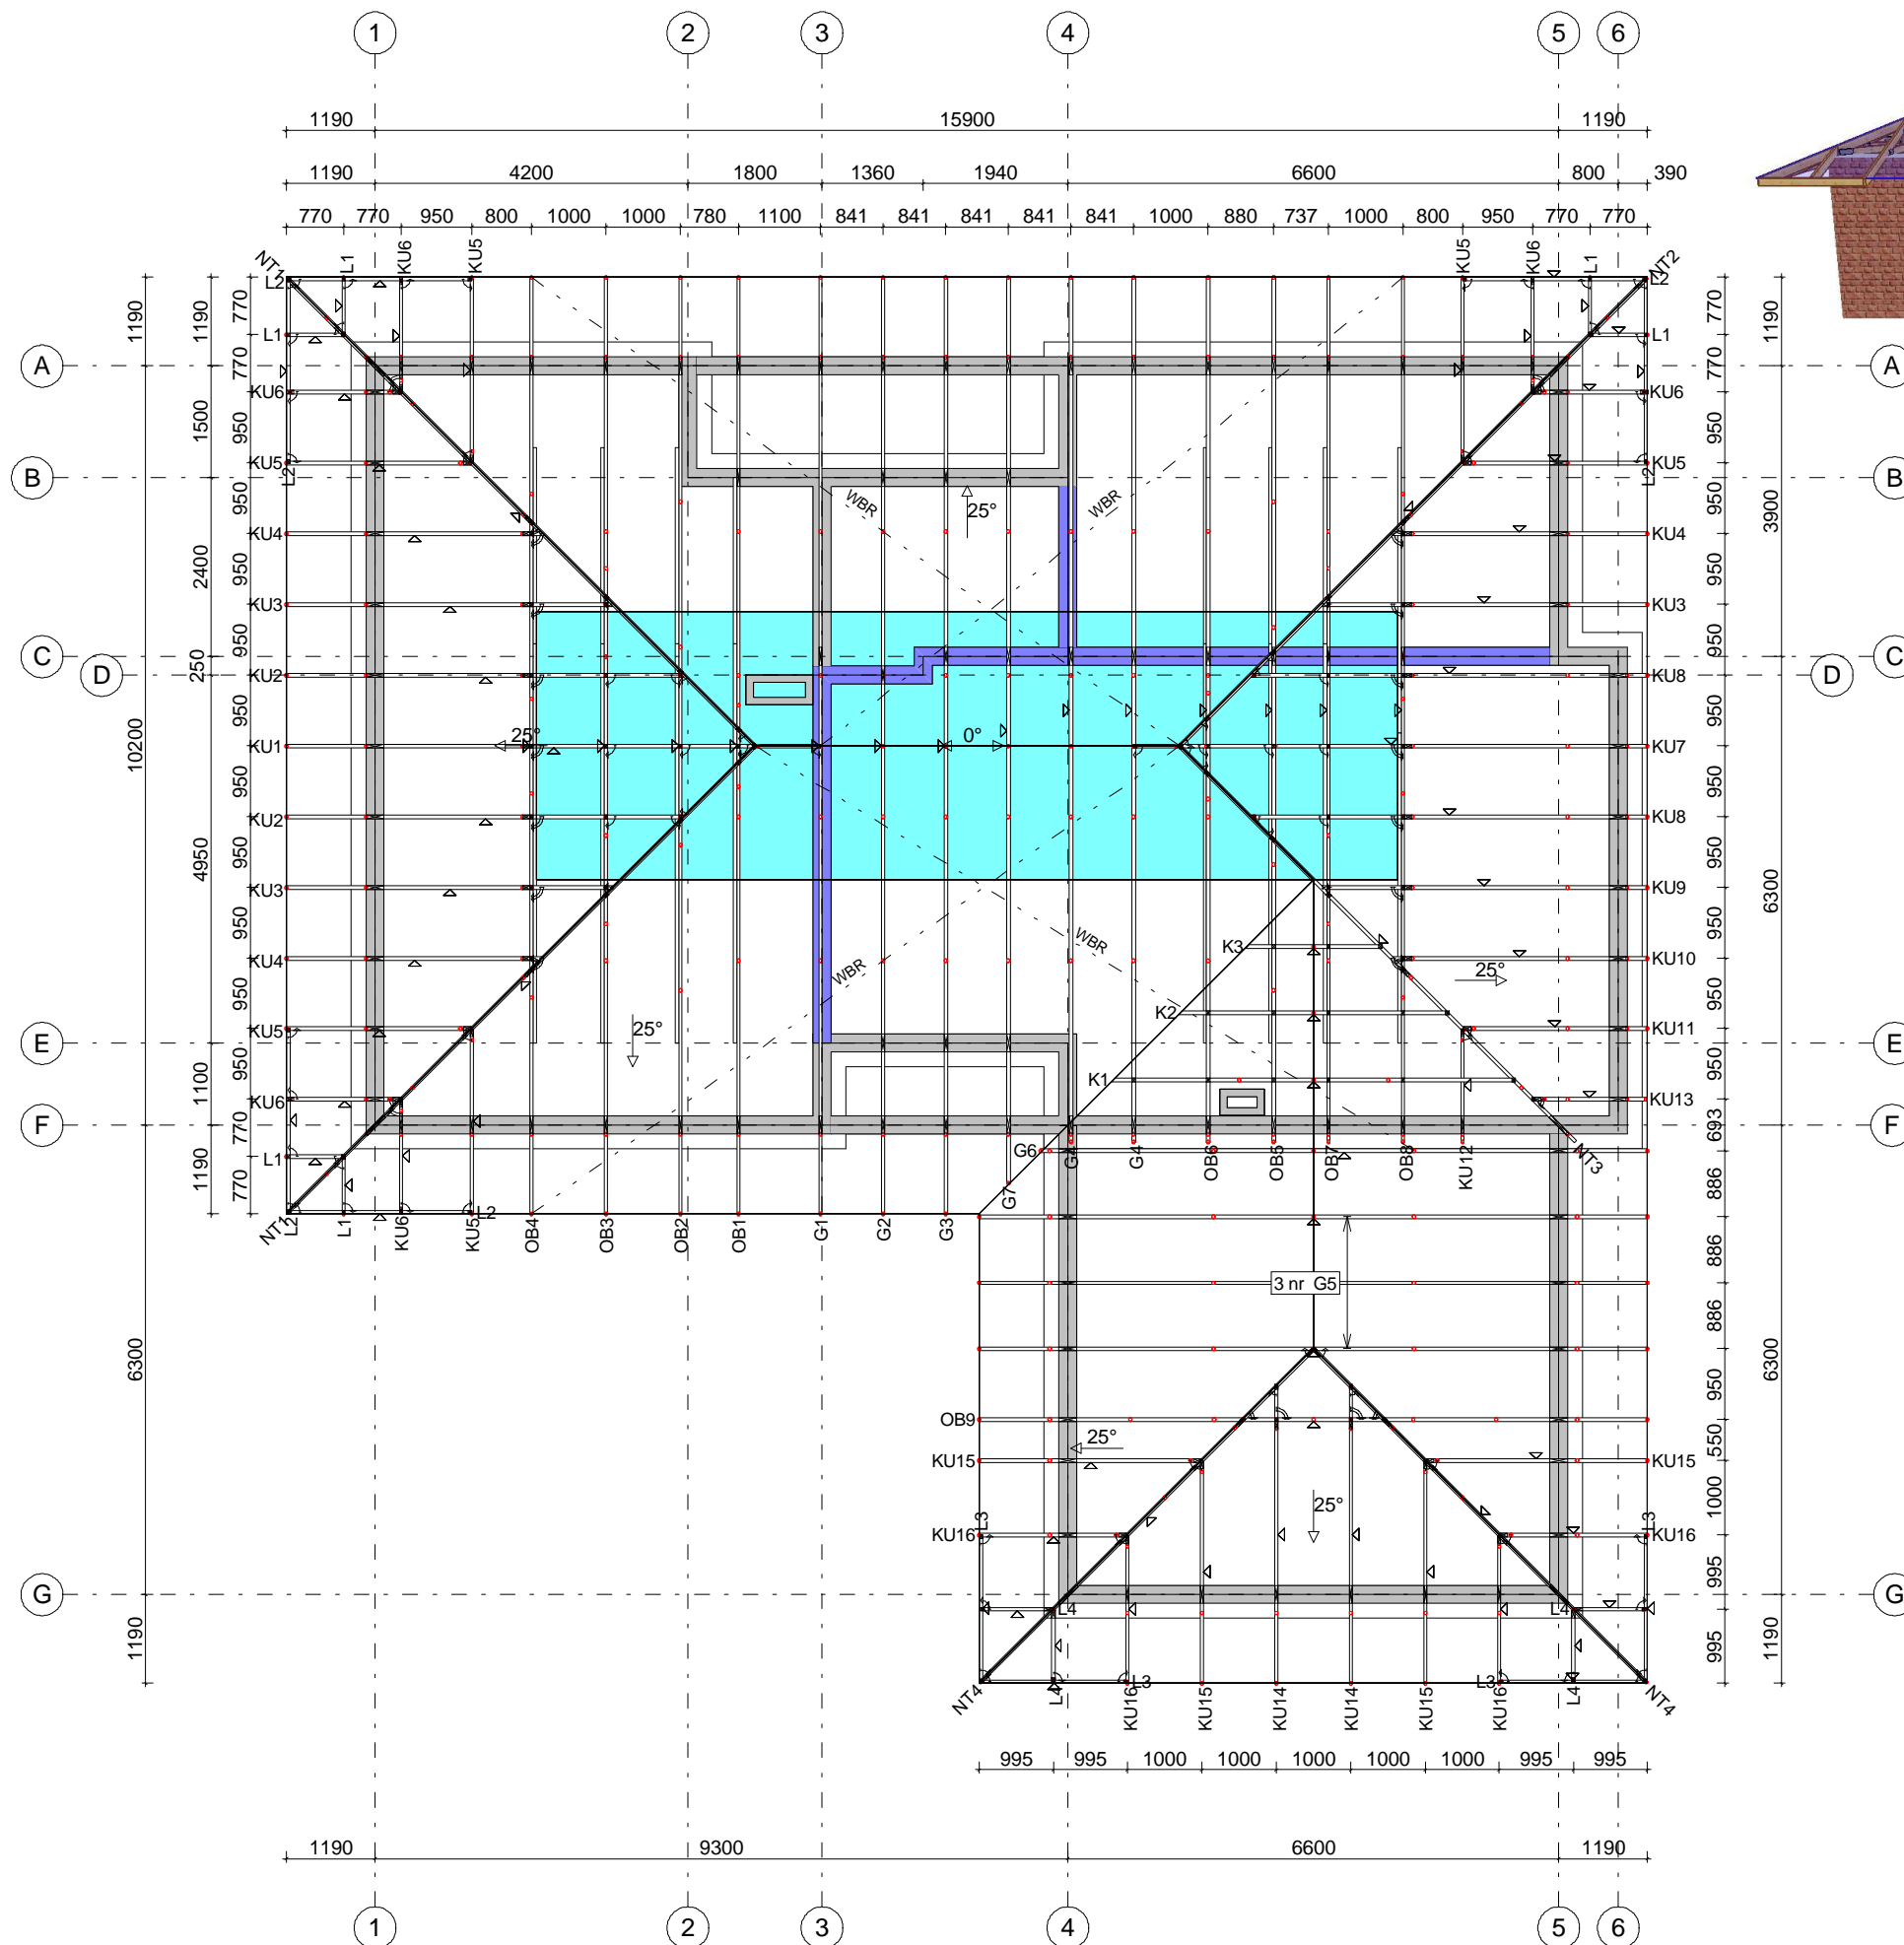 1 2 3 4 5 6
1190 15900 1190
1190 4200 1800 1360 1940 6600 800 390
770 770 950 800 1000 1000 780 1100 841 841 841 841 841 1000 880 737 1000 800 950 770 770
NT1 L1 KU6 KU5 KU5 KU6 L1 NT2
L2 L2
L1 L1
A A
KU6 KU6
KU5 KU5
L2 L2
B B
WBR WBR
25°
KU4 KU4
KU3 KU3
C C
D D
KU2 KU8
KU1 25° 0° KU7
KU2 KU8
KU3 KU9
K3
KU4 WBR WBR KU10
25°
K2
KU5 25° KU11
E E
K1
KU6 KU13
F F
G6 G4 G4 OB6 OB5 OB7 OB8 KU12 NT3
L1
G7
NT1 L2 L1 KU6 KU5 L2 OB4 OB3 OB2 OB1 G1 G2 G3
3 nr G5
OB9
25°
KU15 KU15
25°
KU16 L3 L3 KU16
G G
L4 L4
L3 L3
NT4 L4 KU16 KU15 KU14 KU14 KU15 KU16 L4 NT4
1190
10200
6300
1190
1190
1500
2400
250
4950
1100
1190
770
770
950
950
950
950
950
950
950
950
950
950
770
770
770
770
950
950
950
950
950
950
950
950
950
950
693
886
886
886
950
550
1000
995
995
1190
3900
6300
6300
1190
995 995 1000 1000 1000 1000 1000 995 995
1190 9300 6600 1190
1 2 3 4 5 6